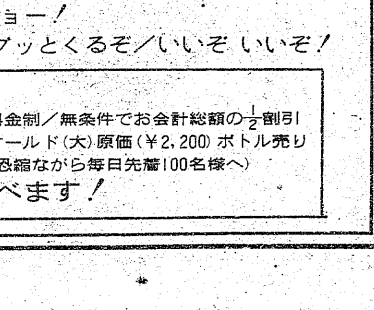 ョー!
グッとくるぞ/いいぞ いいぞ!
金制/無条件でお会計総額の½割引
ールド(大)原価(¥2,200)ボトル売り
恐縮ながら毎日先着100名様へ)
べます!